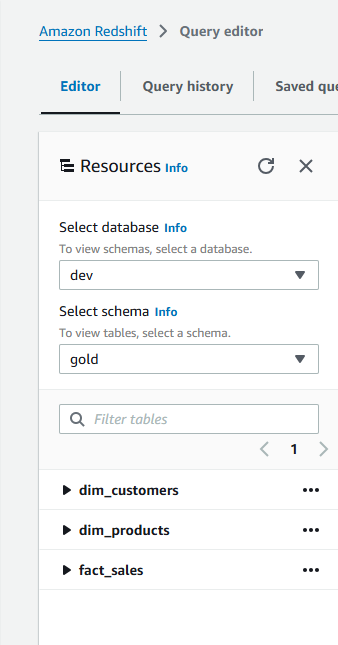 Amazon Redshift > Query editor
Editor Query history Saved que
Resources Info
Select database Info
To view schemas, select a database.
dev
Select schema Info
To view tables, select a schema.
gold
Filter tables
1
dim_customers
dim_products
fact_sales